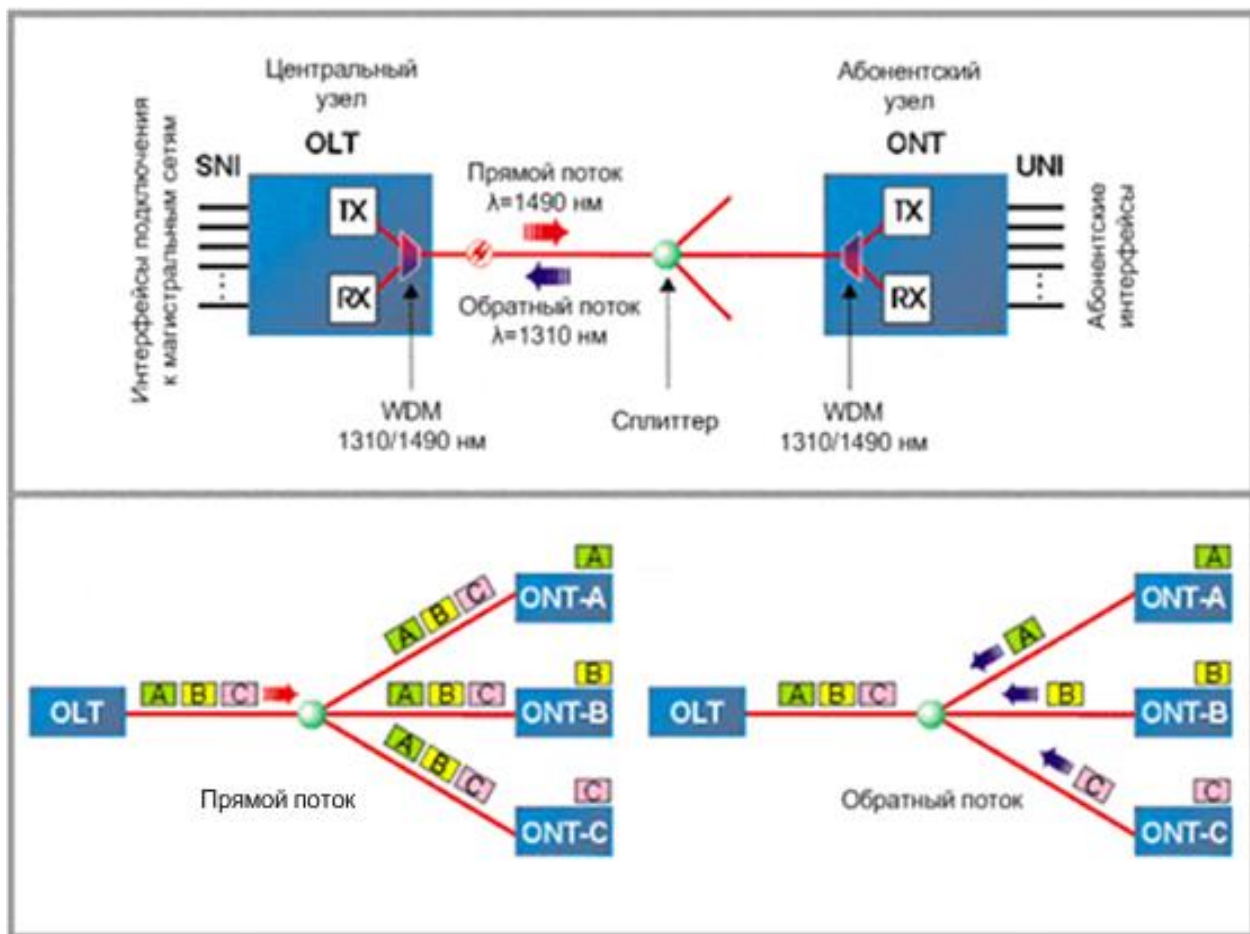 Центральный
узел
OLT
Абонентский
узел
ONT
Интерфейсы подключения
к магистральным сетям
SNI
UNI
Абонентские
интерфейсы
TX
RX
Прямой поток
λ=1490 нм
Обратный поток
λ=1310 нм
TX
RX
WDM
1310/1490 нм
Сплиттер
WDM
1310/1490 нм
A
ONT-A
A B C
A B C
OLT
A B C
B
ONT-B
A B C
C
ONT-C
Прямой поток
A
ONT-A
A
A B C
OLT
B
B
ONT-B
C
C
ONT-C
Обратный поток